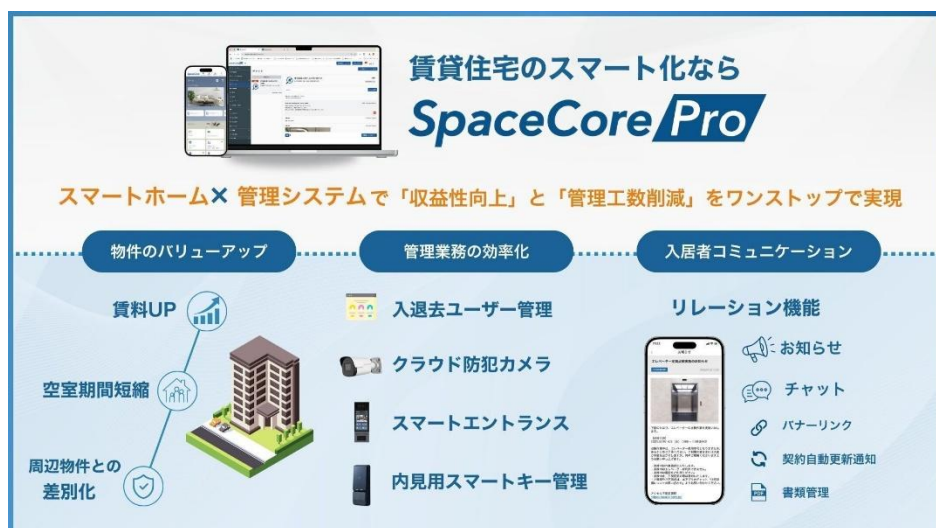 賃貸住宅のスマート化なら
SpaceCore Pro
スマートホーム× 管理システムで「収益性向上」と「管理工数削減」をワンストップで実現
物件のバリューアップ
管理業務の効率化
入居者コミュニケーション
賃料UP
空室期間短縮
周辺物件との
差別化
入退去ユーザー管理
クラウド防犯カメラ
スマートエントランス
内見用スマートキー管理
リレーション機能
お知らせ
チャット
バナーリンク
契約自動更新通知
PDF
書類管理